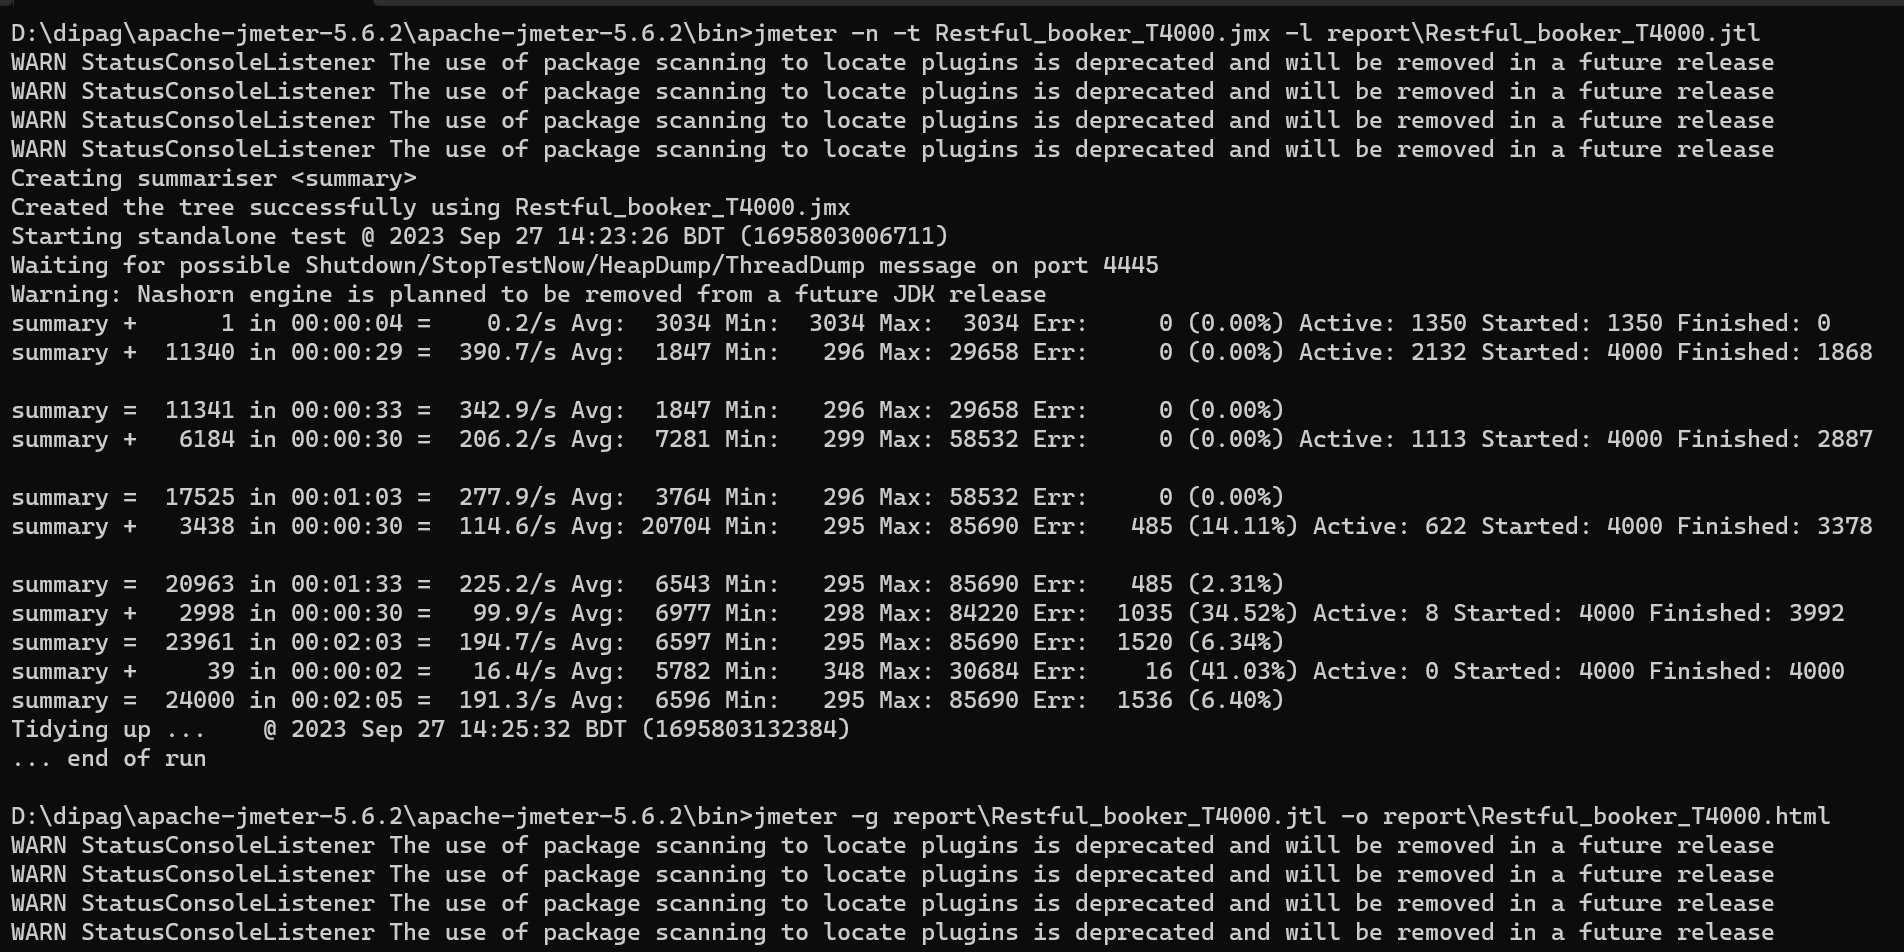 D:\dipag\apache-jmeter-5.6.2\apache-jmeter-5.6.2\bin>jmeter -n -t Restful_booker_T4000.jmx -l report\Restful_booker_T4000.jtl
WARN StatusConsoleListener The use of package scanning to locate plugins is deprecated and will be removed in a future release
WARN StatusConsoleListener The use of package scanning to locate plugins is deprecated and will be removed in a future release
WARN StatusConsoleListener The use of package scanning to locate plugins is deprecated and will be removed in a future release
WARN StatusConsoleListener The use of package scanning to locate plugins is deprecated and will be removed in a future release
Creating summariser <summary>
Created the tree successfully using Restful_booker_T4000.jmx
Starting standalone test @ 2023 Sep 27 14:23:26 BDT (1695803006711)
Waiting for possible Shutdown/StopTestNow/HeapDump/ThreadDump message on port 4445
Warning: Nashorn engine is planned to be removed from a future JDK release
summary +      1 in 00:00:04 =    0.2/s Avg:  3034 Min:  3034 Max:  3034 Err:     0 (0.00%) Active: 1350 Started: 1350 Finished: 0
summary +  11340 in 00:00:29 =  390.7/s Avg:  1847 Min:   296 Max: 29658 Err:     0 (0.00%) Active: 2132 Started: 4000 Finished: 1868
summary =  11341 in 00:00:33 =  342.9/s Avg:  1847 Min:   296 Max: 29658 Err:     0 (0.00%)
summary +   6184 in 00:00:30 =  206.2/s Avg:  7281 Min:   299 Max: 58532 Err:     0 (0.00%) Active: 1113 Started: 4000 Finished: 2887
summary =  17525 in 00:01:03 =  277.9/s Avg:  3764 Min:   296 Max: 58532 Err:     0 (0.00%)
summary +   3438 in 00:00:30 =  114.6/s Avg: 20704 Min:   295 Max: 85690 Err:   485 (14.11%) Active: 622 Started: 4000 Finished: 3378
summary =  20963 in 00:01:33 =  225.2/s Avg:  6543 Min:   295 Max: 85690 Err:   485 (2.31%)
summary +   2998 in 00:00:30 =   99.9/s Avg:  6977 Min:   298 Max: 84220 Err:  1035 (34.52%) Active: 8 Started: 4000 Finished: 3992
summary =  23961 in 00:02:03 =  194.7/s Avg:  6597 Min:   295 Max: 85690 Err:  1520 (6.34%)
summary +     39 in 00:00:02 =   16.4/s Avg:  5782 Min:   348 Max: 30684 Err:    16 (41.03%) Active: 0 Started: 4000 Finished: 4000
summary =  24000 in 00:02:05 =  191.3/s Avg:  6596 Min:   295 Max: 85690 Err:  1536 (6.40%)
Tidying up ...    @ 2023 Sep 27 14:25:32 BDT (1695803132384)
... end of run
D:\dipag\apache-jmeter-5.6.2\apache-jmeter-5.6.2\bin>jmeter -g report\Restful_booker_T4000.jtl -o report\Restful_booker_T4000.html
WARN StatusConsoleListener The use of package scanning to locate plugins is deprecated and will be removed in a future release
WARN StatusConsoleListener The use of package scanning to locate plugins is deprecated and will be removed in a future release
WARN StatusConsoleListener The use of package scanning to locate plugins is deprecated and will be removed in a future release
WARN StatusConsoleListener The use of package scanning to locate plugins is deprecated and will be removed in a future release